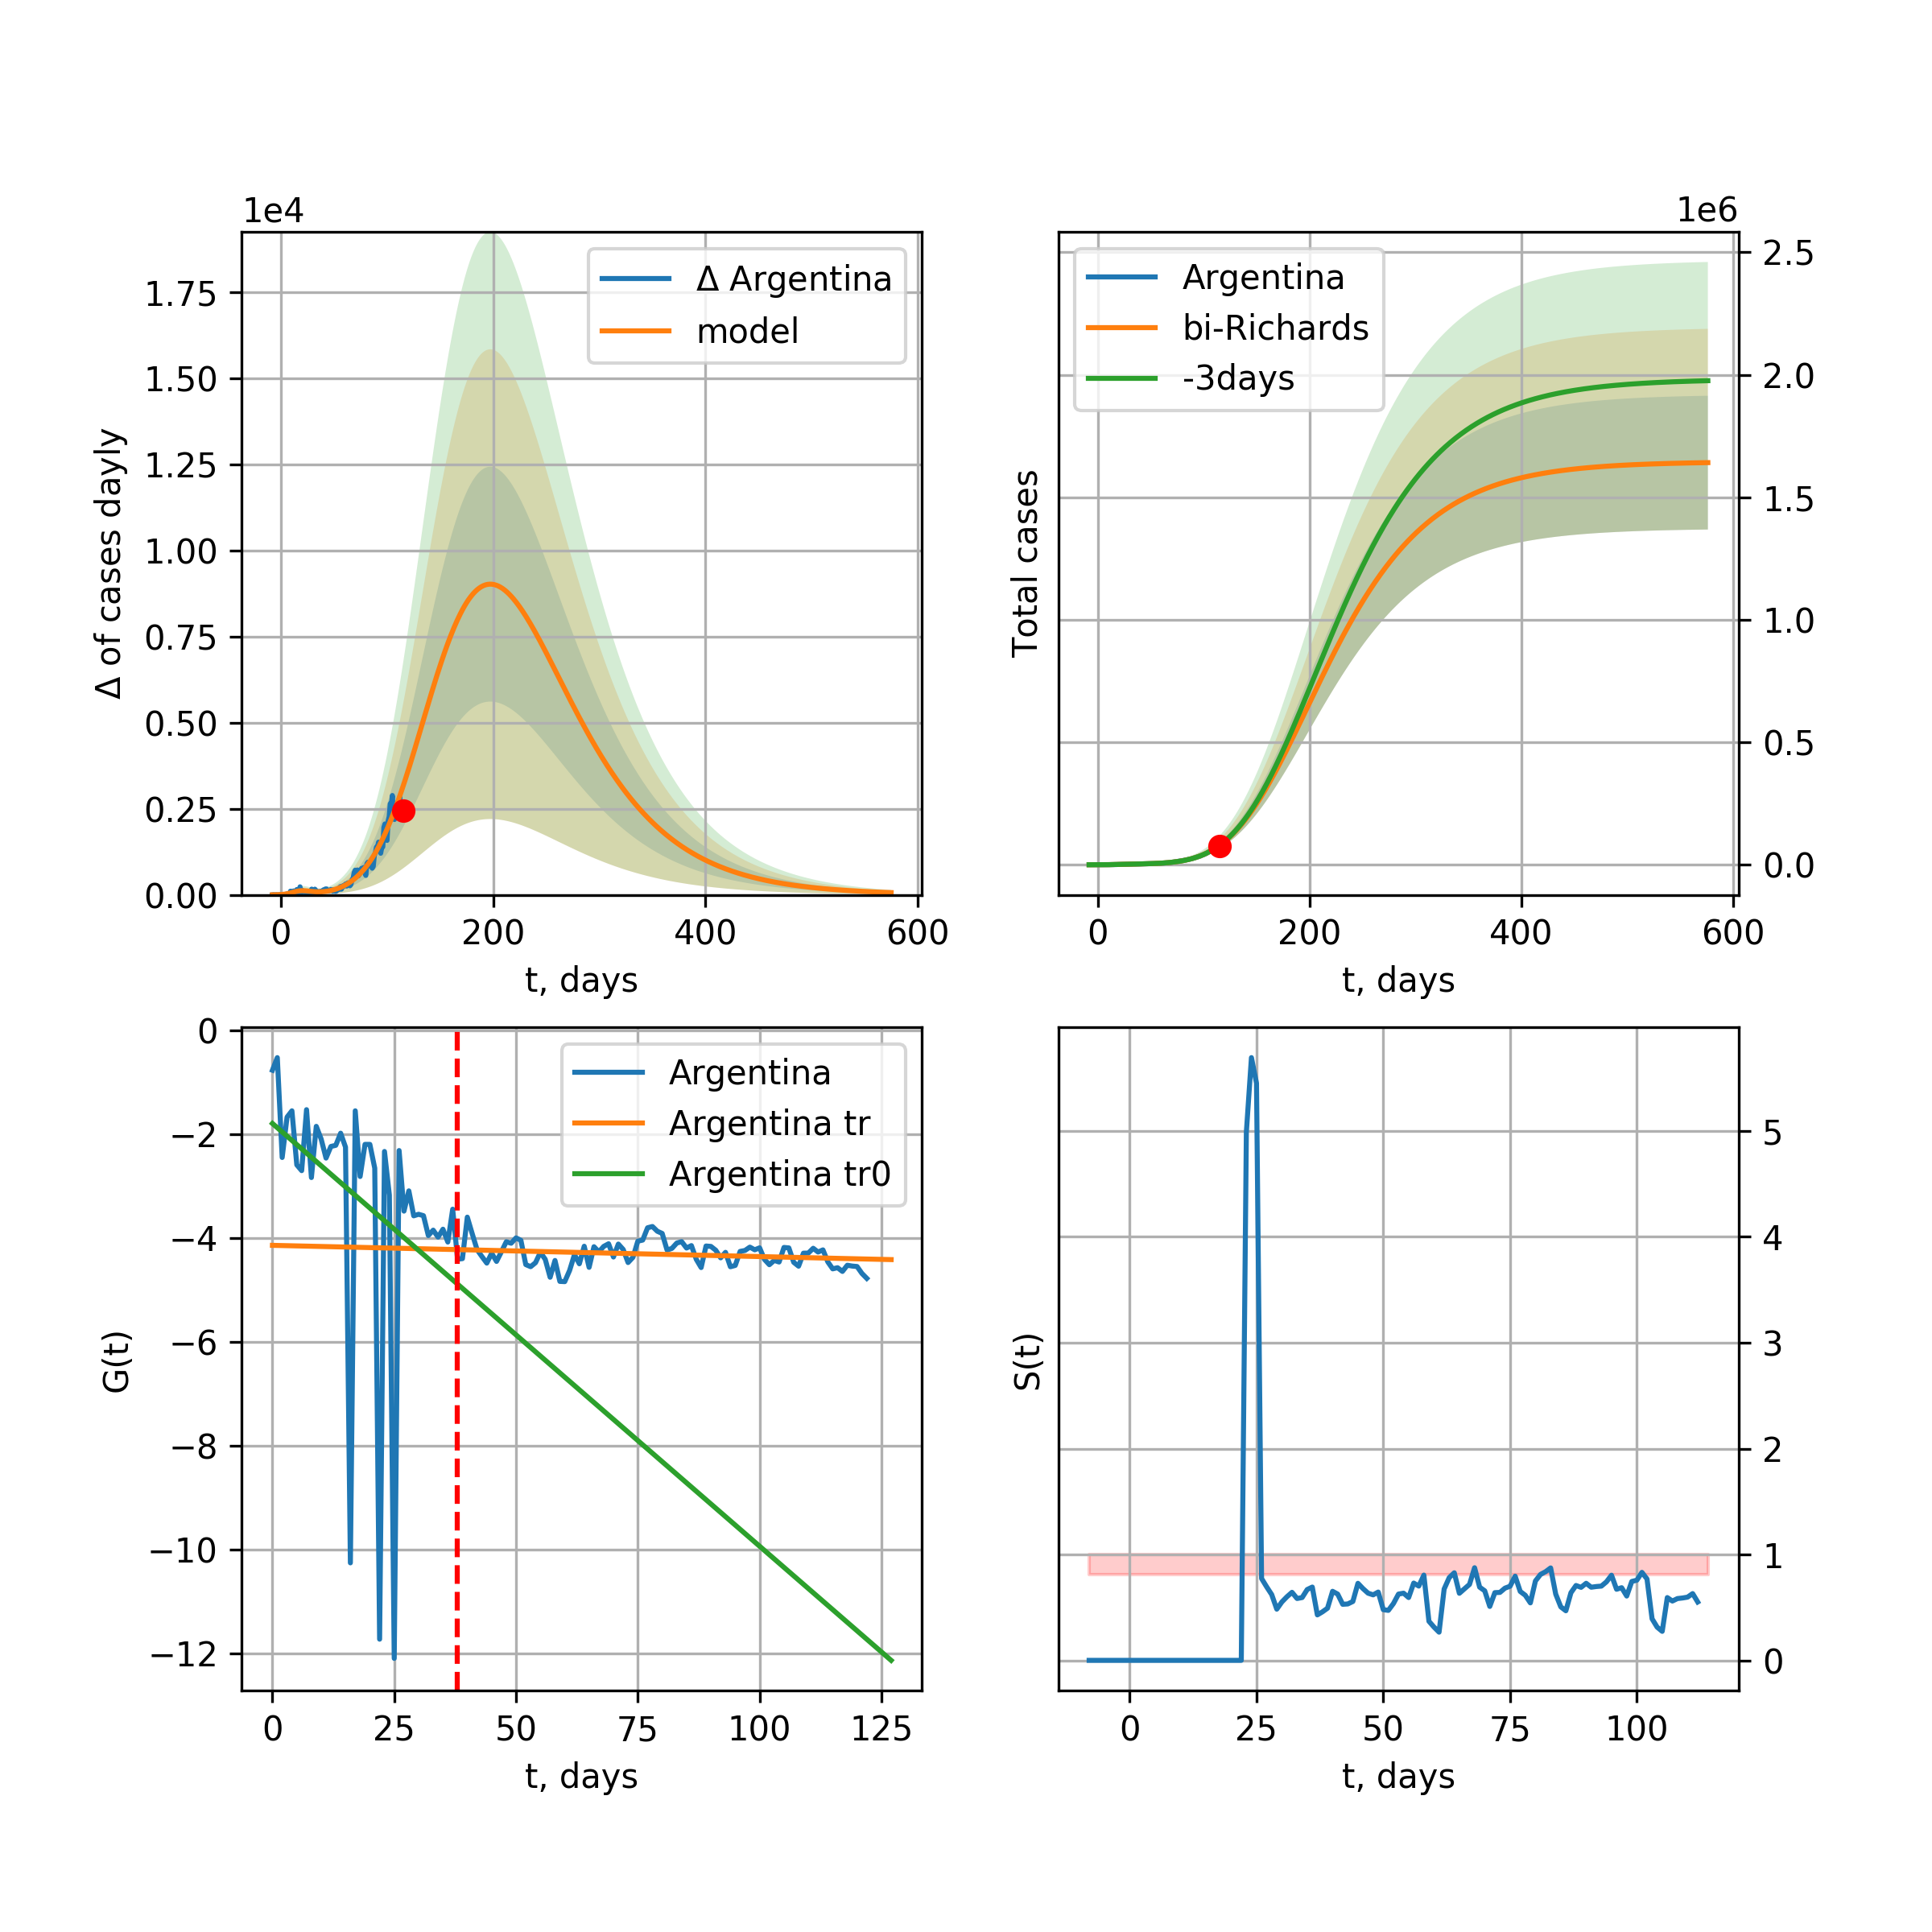 1e4
Δ of cases dayly
1.75
1.50
1.25
1.00
0.75
0.50
0.25
0.00
0 200 400 600
t, days
Δ Argentina
model
1e6
Total cases
2.5
2.0
1.5
1.0
0.5
0.0
0 200 400 600
t, days
Argentina
bi-Richards
-3days
G(t)
0
−2
−4
−6
−8
−10
−12
0 25 50 75 100 125
t, days
Argentina
Argentina tr
Argentina tr0
S(t)
5
4
3
2
1
0
0 25 50 75 100
t, days